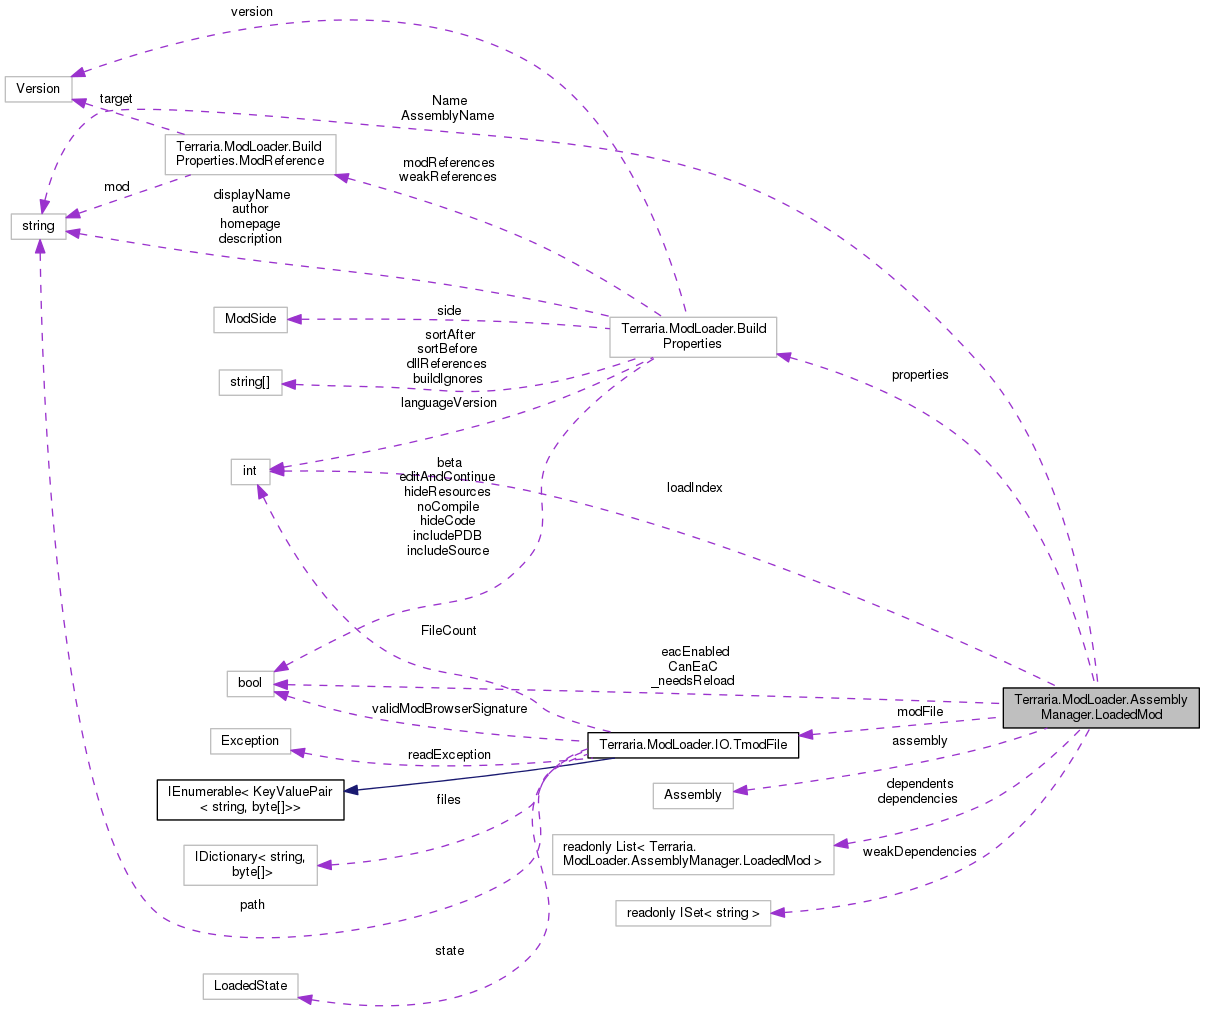 version
Version
target
Name
AssemblyName
Terraria.ModLoader.Build
Properties.ModReference
modReferences
weakReferences
mod
displayName
author
homepage
description
string
ModSide
side
Terraria.ModLoader.Build
Properties
sortAfter
sortBefore
dllReferences
buildIgnores
string[]
properties
languageVersion
int
beta
editAndContinue
hideResources
noCompile
hideCode
includePDB
includeSource
loadIndex
FileCount
eacEnabled
CanEaC
_needsReload
bool
Terraria.ModLoader.Assembly
Manager.LoadedMod
validModBrowserSignature
modFile
Exception
readException
Terraria.ModLoader.IO.TmodFile
assembly
IEnumerable< KeyValuePair
< string, byte[]>>
files
Assembly
dependents
dependencies
IDictionary< string,
byte[]>
readonly List< Terraria.
ModLoader.AssemblyManager.LoadedMod >
weakDependencies
path
readonly ISet< string >
state
LoadedState